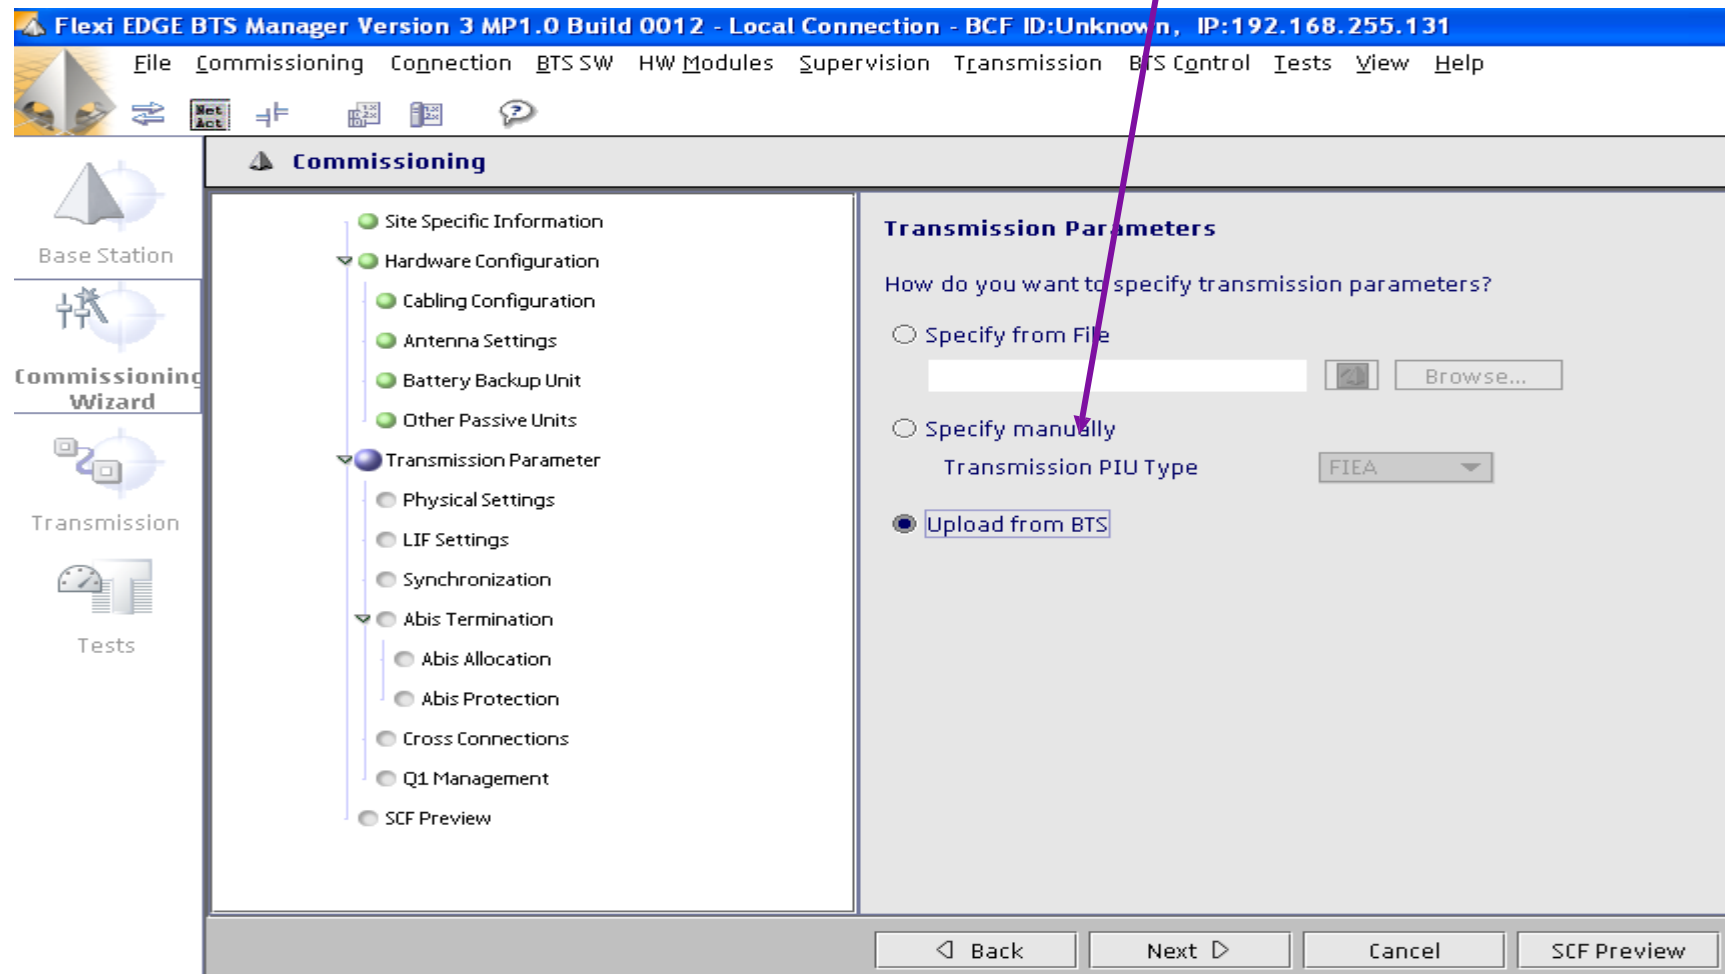 Flexi EDGE BTS Manager Version 3 MP1.0 Build 0012 - Local Connection - BCF ID:Unknown, IP:192.168.255.131
File Commissioning Connection BTS SW HW Modules Supervision Transmission BTS Control Tests View Help
Net
Act
Commissioning
Base Station
Commissioning
Wizard
Transmission
Tests
Site Specific Information
Hardware Configuration
Cabling Configuration
Antenna Settings
Battery Backup Unit
Other Passive Units
Transmission Parameter
Physical Settings
LIF Settings
Synchronization
Abis Termination
Abis Allocation
Abis Protection
Cross Connections
Q1 Management
SCF Preview
Transmission Parameters
How do you want to specify transmission parameters?
Specify from File
Browse...
Specify manually
Transmission PIU Type FIEA
Upload from BTS
Back Next Cancel SCF Preview